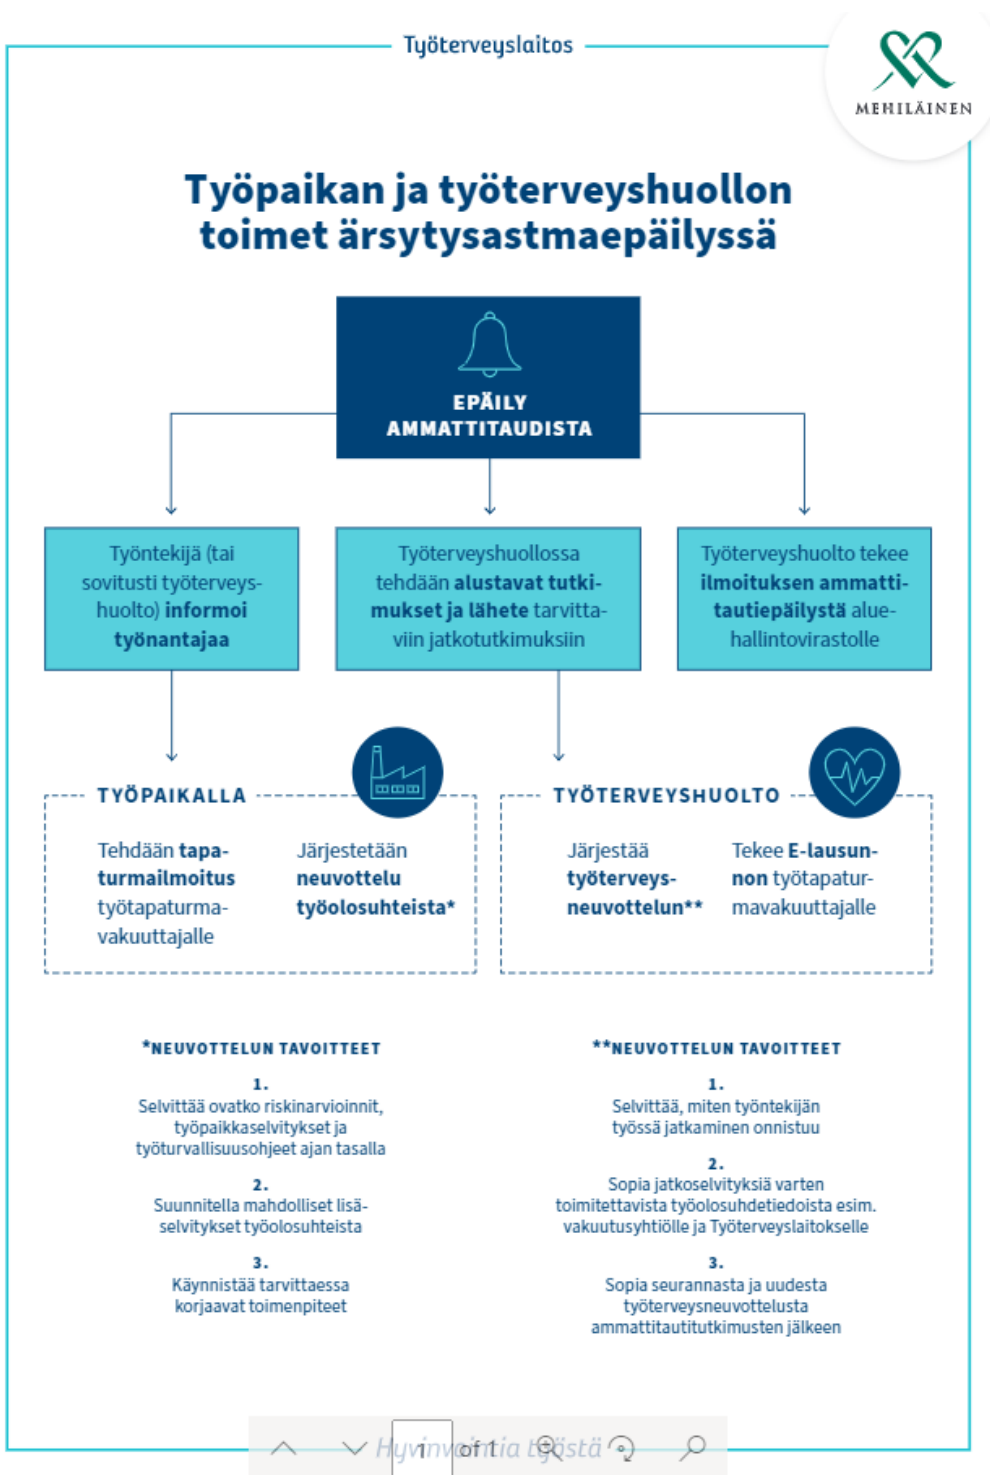 Työterveyslaitos
MEHILÄINEN
Työpaikan ja työterveyshuollon
toimet ärsytysastmaepäilyssä
EPÄILY
AMMATTITAUDISTA
Työntekijä (tai
sovitusti työterveys-
huolto) informoi
työnantajaa
Työterveyshuollossa
tehdään alustavat tutki-
mukset ja lähete tarvitta-
viin jatkotutkimuksiin
Työterveyshuolto tekee
ilmoituksen ammatti-
tautiepäilystä alue-
hallintovirastolle
TYÖPAIKALLA
Tehdään tapa-
turmailmoitus
työtapaturma-
vakuuttajalle
Järjestetään
neuvottelu
työolosuhteista*
TYÖTERVEYSHUOLTO
Järjestää
työterveys-
neuvottelun**
Tekee E-lausun-
non työtapatur-
mavakuuttajalle
*NEUVOTTELUN TAVOITTEET
1.
Selvittää ovatko riskinarvioinnit,
työpaikkaselvitykset ja
työturvallisuusohjeet ajan tasalla
2.
Suunnitella mahdolliset lisä-
selvitykset työolosuhteista
3.
Käynnistää tarvittaessa
korjaavat toimenpiteet
**NEUVOTTELUN TAVOITTEET
1.
Selvittää, miten työntekijän
työssä jatkaminen onnistuu
2.
Sopia jatkoselvityksiä varten
toimitettavista työolosuhdetiedoista esim.
vakuutusyhtiölle ja Työterveyslaitokselle
3.
Sopia seurannasta ja uudesta
työterveysneuvottelusta
ammattitautitutkimusten jälkeen
Hyvinvointia työstä
1 of 1